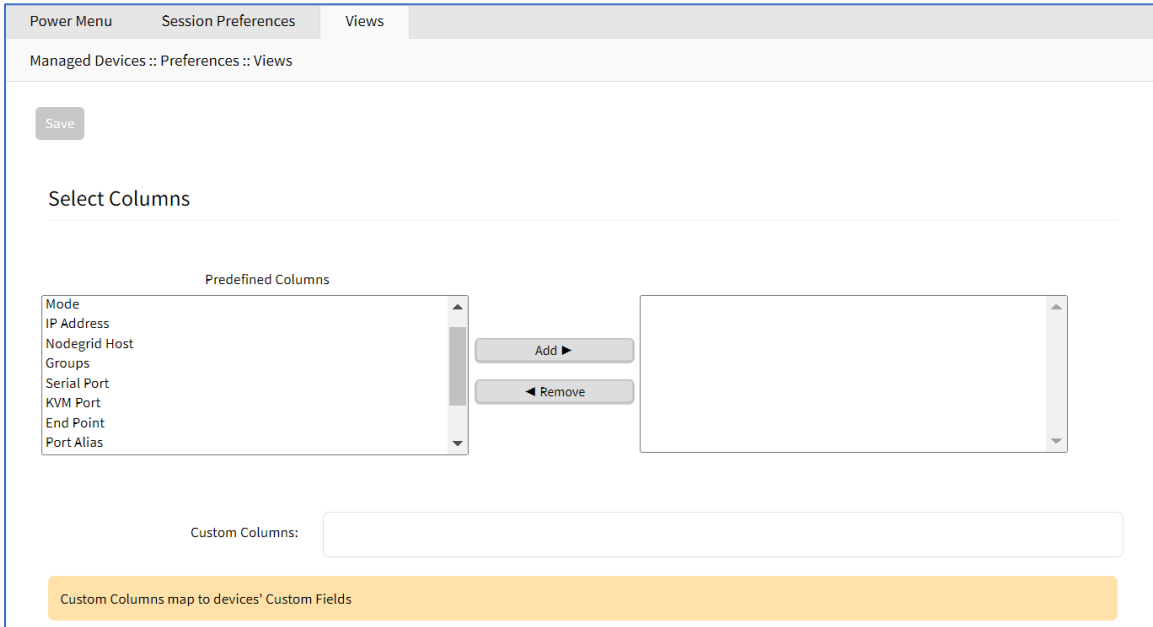 Power Menu Session Preferences Views
Managed Devices :: Preferences :: Views
Save
Select Columns
Predefined Columns
Mode
IP Address
Nodegrid Host
Groups
Serial Port
KVM Port
End Point
Port Alias
Add ►
◄ Remove
Custom Columns:
Custom Columns map to devices' Custom Fields